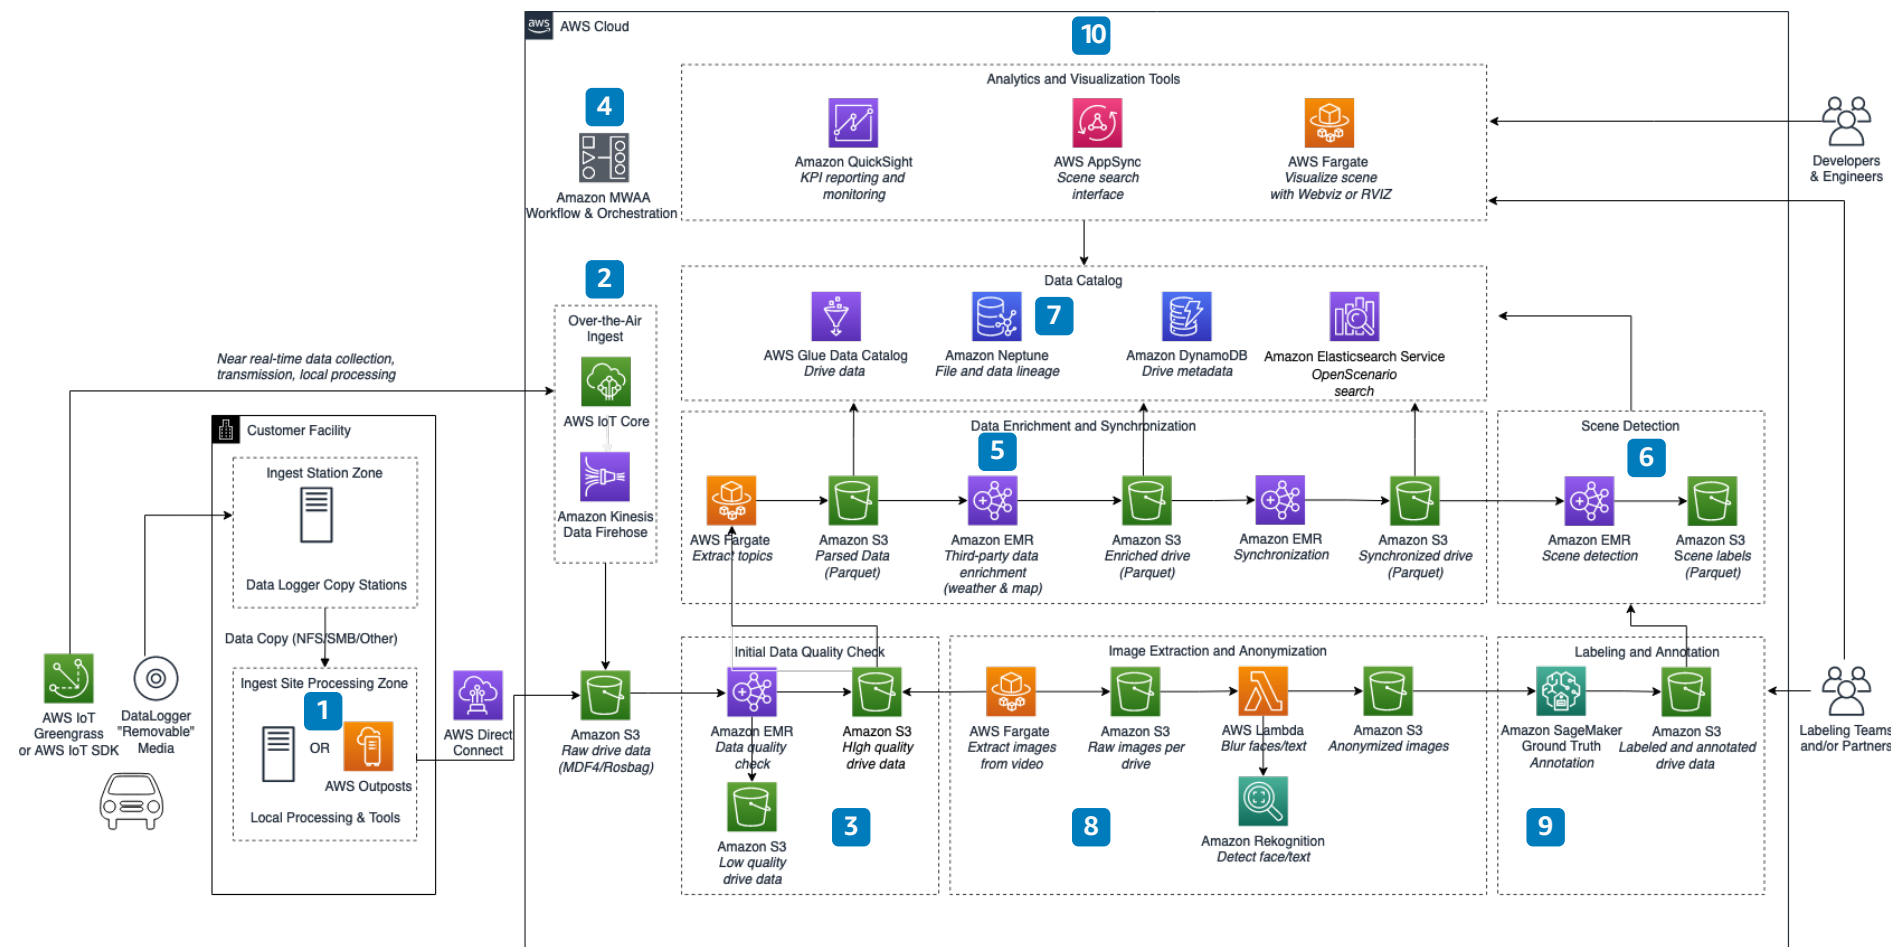 aws
AWS Cloud
10
Analytics and Visualization Tools
Amazon QuickSight
KPI reporting and
monitoring
AWS AppSync
Scene search
interface
AWS Fargate
Visualize scene
with Webviz or RVIZ
Developers
& Engineers
4
Amazon MWAA
Workflow & Orchestration
2
Over-the-Air
Ingest
AWS IoT Core
Amazon Kinesis
Data Firehose
Data Catalog
7
AWS Glue Data Catalog
Drive data
Amazon Neptune
File and data lineage
Amazon DynamoDB
Drive metadata
Amazon Elasticsearch Service
OpenScenario
search
Near real-time data collection,
transmission, local processing
Customer Facility
Ingest Station Zone
Data Logger Copy Stations
Data Copy (NFS/SMB/Other)
Ingest Site Processing Zone
1
OR
AWS Outposts
Local Processing & Tools
AWS IoT
Greengrass
or AWS IoT SDK
DataLogger
"Removable"
Media
AWS Direct
Connect
Amazon S3
Raw drive data
(MDF4/Rosbag)
Data Enrichment and Synchronization
5
AWS Fargate
Extract topics
Amazon S3
Parsed Data
(Parquet)
Amazon EMR
Third-party data
enrichment
(weather & map)
Amazon S3
Enriched drive
(Parquet)
Amazon EMR
Synchronization
Amazon S3
Synchronized drive
(Parquet)
Scene Detection
6
Amazon EMR
Scene detection
Amazon S3
Scene labels
(Parquet)
Initial Data Quality Check
Amazon EMR
Data quality
check
Amazon S3
HIgh quality
drive data
Amazon S3
Low quality
drive data
3
Image Extraction and Anonymization
AWS Fargate
Extract images
from video
Amazon S3
Raw images per
drive
AWS Lambda
Blur faces/text
Amazon S3
Anonymized images
Amazon Rekognition
Detect face/text
8
Labeling and Annotation
Amazon SageMaker
Ground Truth
Annotation
Amazon S3
Labeled and annotated
drive data
9
Labeling Teams
and/or Partners